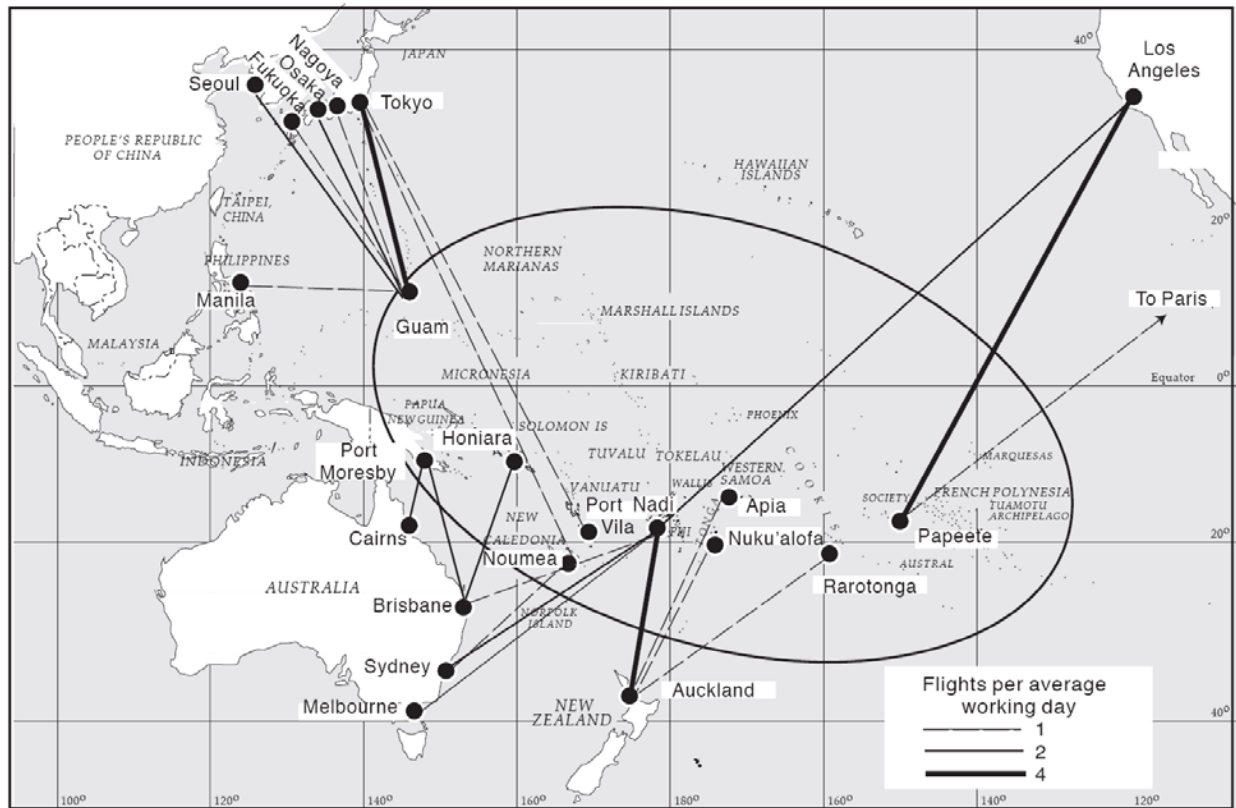 40°
Los
Angeles
JAPAN
Nagoya
Osaka
Fukuoka
Seoul
Tokyo
PEOPLE'S REPUBLIC
OF CHINA
HAWAIIAN
ISLANDS
TAIPEI,
CHINA
20°
NORTHERN
MARIANAS
PHILIPPINES
Manila
Guam
To Paris
MARSHALL ISLANDS
MALAYSIA
MICRONESIA
KIRIBATI
Equator
0°
PAPUA
NEW GUINEA
PHOENIX
Honiara
SOLOMON IS
Port
Moresby
INDONESIA
TUVALU
TOKELAU
MARQUESAS
WESTERN
SAMOA
WALLIS
COOK IS
VANUATU
SOCIETY
FRENCH POLYNESIA
TUAMOTU
ARCHIPELAGO
Port
Vila
Nadi
Apia
NEW
CALEDONIA
TONGA
Cairns
Nuku'alofa
Papeete
Noumea
20°
AUSTRALIA
AUSTRAL
Rarotonga
Brisbane
NORFOLK
ISLAND
Sydney
Auckland
Melbourne
NEW
ZEALAND
Flights per average
working day
1
2
4
40°
100°
120°
140°
160°
180°
160°
140°
120°